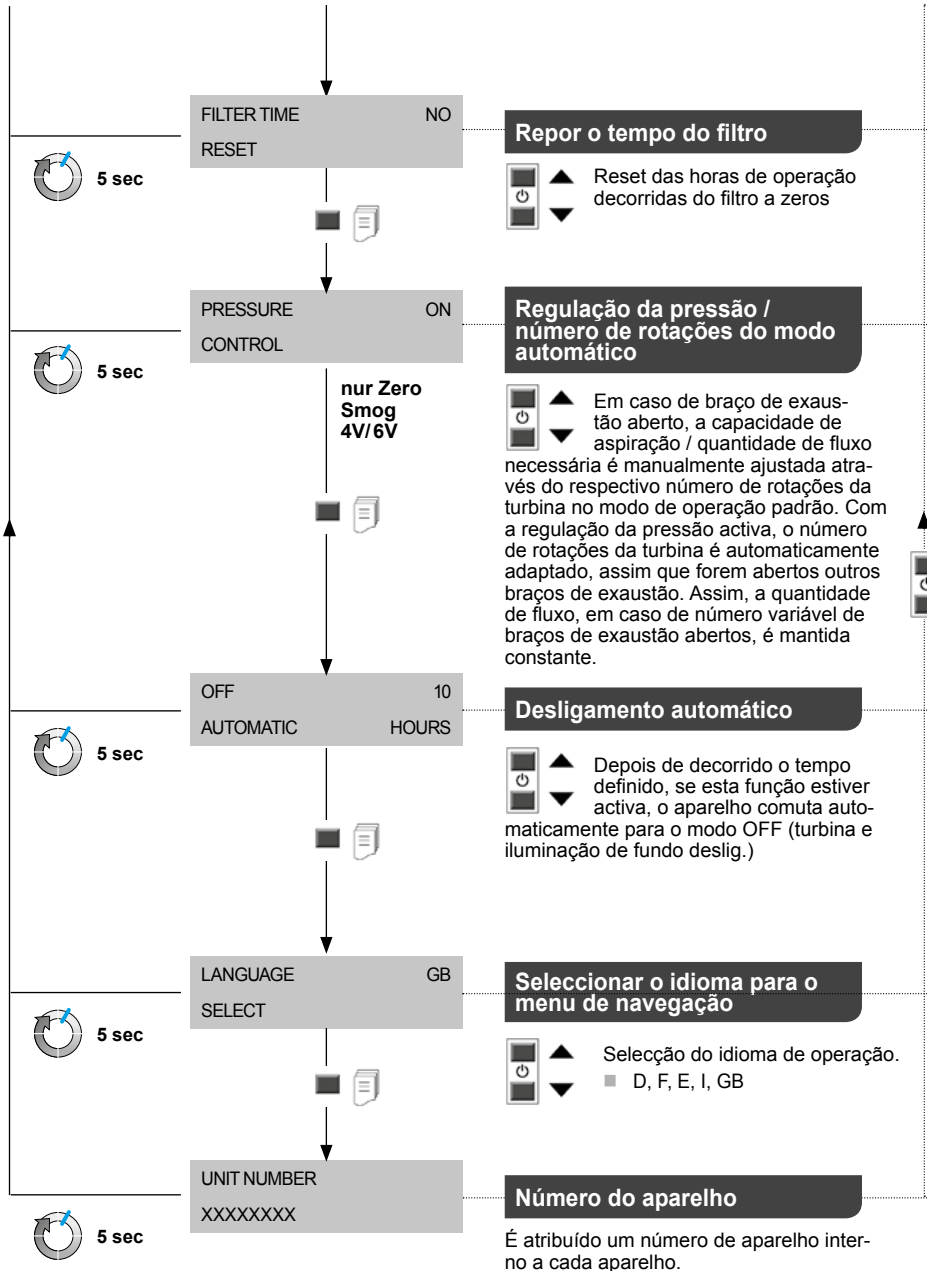 FILTER TIME NO
RESET
5 sec
Repor o tempo do filtro
Reset das horas de operação
decorridas do filtro a zeros
PRESSURE ON
CONTROL
5 sec
nur Zero
Smog
4V/ 6V
Regulação da pressão /
número de rotações do modo
automático
Em caso de braço de exaus-
tão aberto, a capacidade de
aspiração / quantidade de fluxo
necessária é manualmente ajustada atra-
vés do respectivo número de rotações da
turbina no modo de operação padrão. Com
a regulação da pressão activa, o número
de rotações da turbina é automaticamente
adaptado, assim que forem abertos outros
braços de exaustão. Assim, a quantidade
de fluxo, em caso de número variável de
braços de exaustão abertos, é mantida
constante.
OFF 10
AUTOMATIC HOURS
5 sec
Desligamento automático
Depois de decorrido o tempo
definido, se esta função estiver
activa, o aparelho comuta auto-
maticamente para o modo OFF (turbina e
iluminação de fundo deslig.)
LANGUAGE GB
SELECT
5 sec
Seleccionar o idioma para o
menu de navegação
Selecção do idioma de operação.
D, F, E, I, GB
UNIT NUMBER
XXXXXXXX
5 sec
Número do aparelho
É atribuído um número de aparelho inter-
no a cada aparelho.